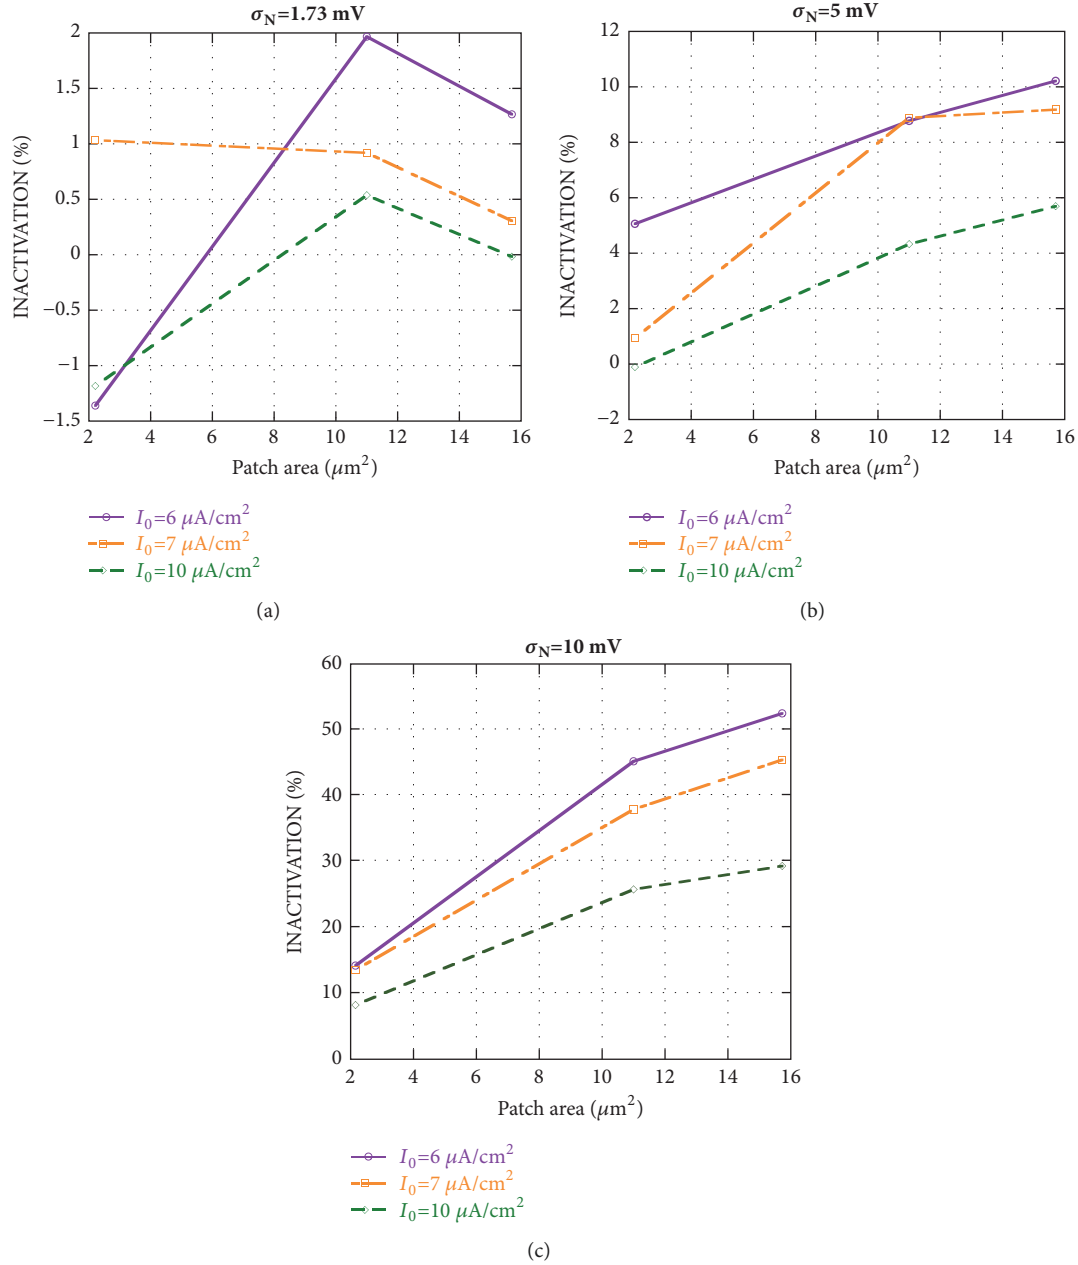 σN=1.73 mV
2
1.5
1
0.5
0
−0.5
−1
−1.5
INACTIVATION (%)
2 4 6 8 10 12 14 16
Patch area (μm²)
I₀=6 μA/cm²
I₀=7 μA/cm²
I₀=10 μA/cm²
(a)
σN=5 mV
12
10
8
6
4
2
0
−2
INACTIVATION (%)
2 4 6 8 10 12 14 16
Patch area (μm²)
I₀=6 μA/cm²
I₀=7 μA/cm²
I₀=10 μA/cm²
(b)
σN=10 mV
60
50
40
30
20
10
0
INACTIVATION (%)
2 4 6 8 10 12 14 16
Patch area (μm²)
I₀=6 μA/cm²
I₀=7 μA/cm²
I₀=10 μA/cm²
(c)